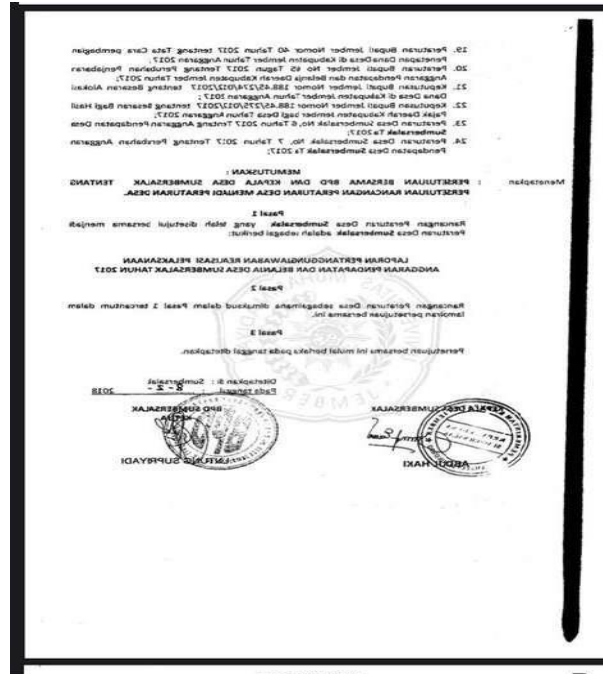 19. Peraturan Bupati Jember Nomor 40 Tahun 2017 tentang Tata Cara pembagian
Penetapan Dana Desa di Kabupaten Jember Tahun Anggaran 2017;
20. Peraturan Bupati Jember No 65 Tagun 2017 Tentang Perubahan Penjabaran
Anggaran Pendapatan dan Belanja Daerah Kabupaten Jember Tahun 2017;
21. Keputusan Bupati Jember Nomor 188.45/274/012/2017 tentang Besaran Alokasi
Dana Desa di Kabupaten Jember Tahun Anggaran 2017;
22. Keputusan Bupati Jember Nomor 188.45/275/012/2017 tentang Besaran Bagi Hasil
Pajak Daerah Kabupaten Jember bagi Desa Tahun Anggaran 2017;
23. Peraturan Desa Sumbersalak No, 6 Tahun 2017 Tentang Anggaran Pendapatan Desa
Sumbersalak Ta 2017;
24. Peraturan Desa Sumbersalak No, 7 Tahun 2017 Tentang Perubahan Anggaran
Pendapatan Desa Sumbersalak Ta 2017;
MEMUTUSKAN :
Menetapkan : PERSETUJUAN BERSAMA BPD DAN KEPALA DESA SUMBERSALAK TENTANG
PERSETUJUAN RANCANGAN PERATURAN DESA MENJADI PERATURAN DESA.
Pasal 1
Rancangan Peraturan Desa Sumbersalak yang telah disetujui bersama menjadi
Peraturan Desa Sumbersalak adalah sebagai berikut:
LAPORAN PERTANGGUNGJAWABAN REALISASI PELAKSANAAN
ANGGARAN PENDAPATAN DAN BELANJA DESA SUMBERSALAK TAHUN 2017
Pasal 2
Rancangan Peraturan Desa sebagaimana dimaksud dalam Pasal 1 tercantum dalam
lampiran persetujuan bersama ini.
Pasal 3
Persetujuan bersama ini mulai berlaku pada tanggal ditetapkan.
Ditetapkan di : Sumbersalak
Pada tanggal : 8 - 2 - 2018
KEPALA DESA SUMBERSALAK
BPD SUMBERSALAK
KETUA
ABDUL HAKI
UNTUNG SUPRIYADI
JEMBER